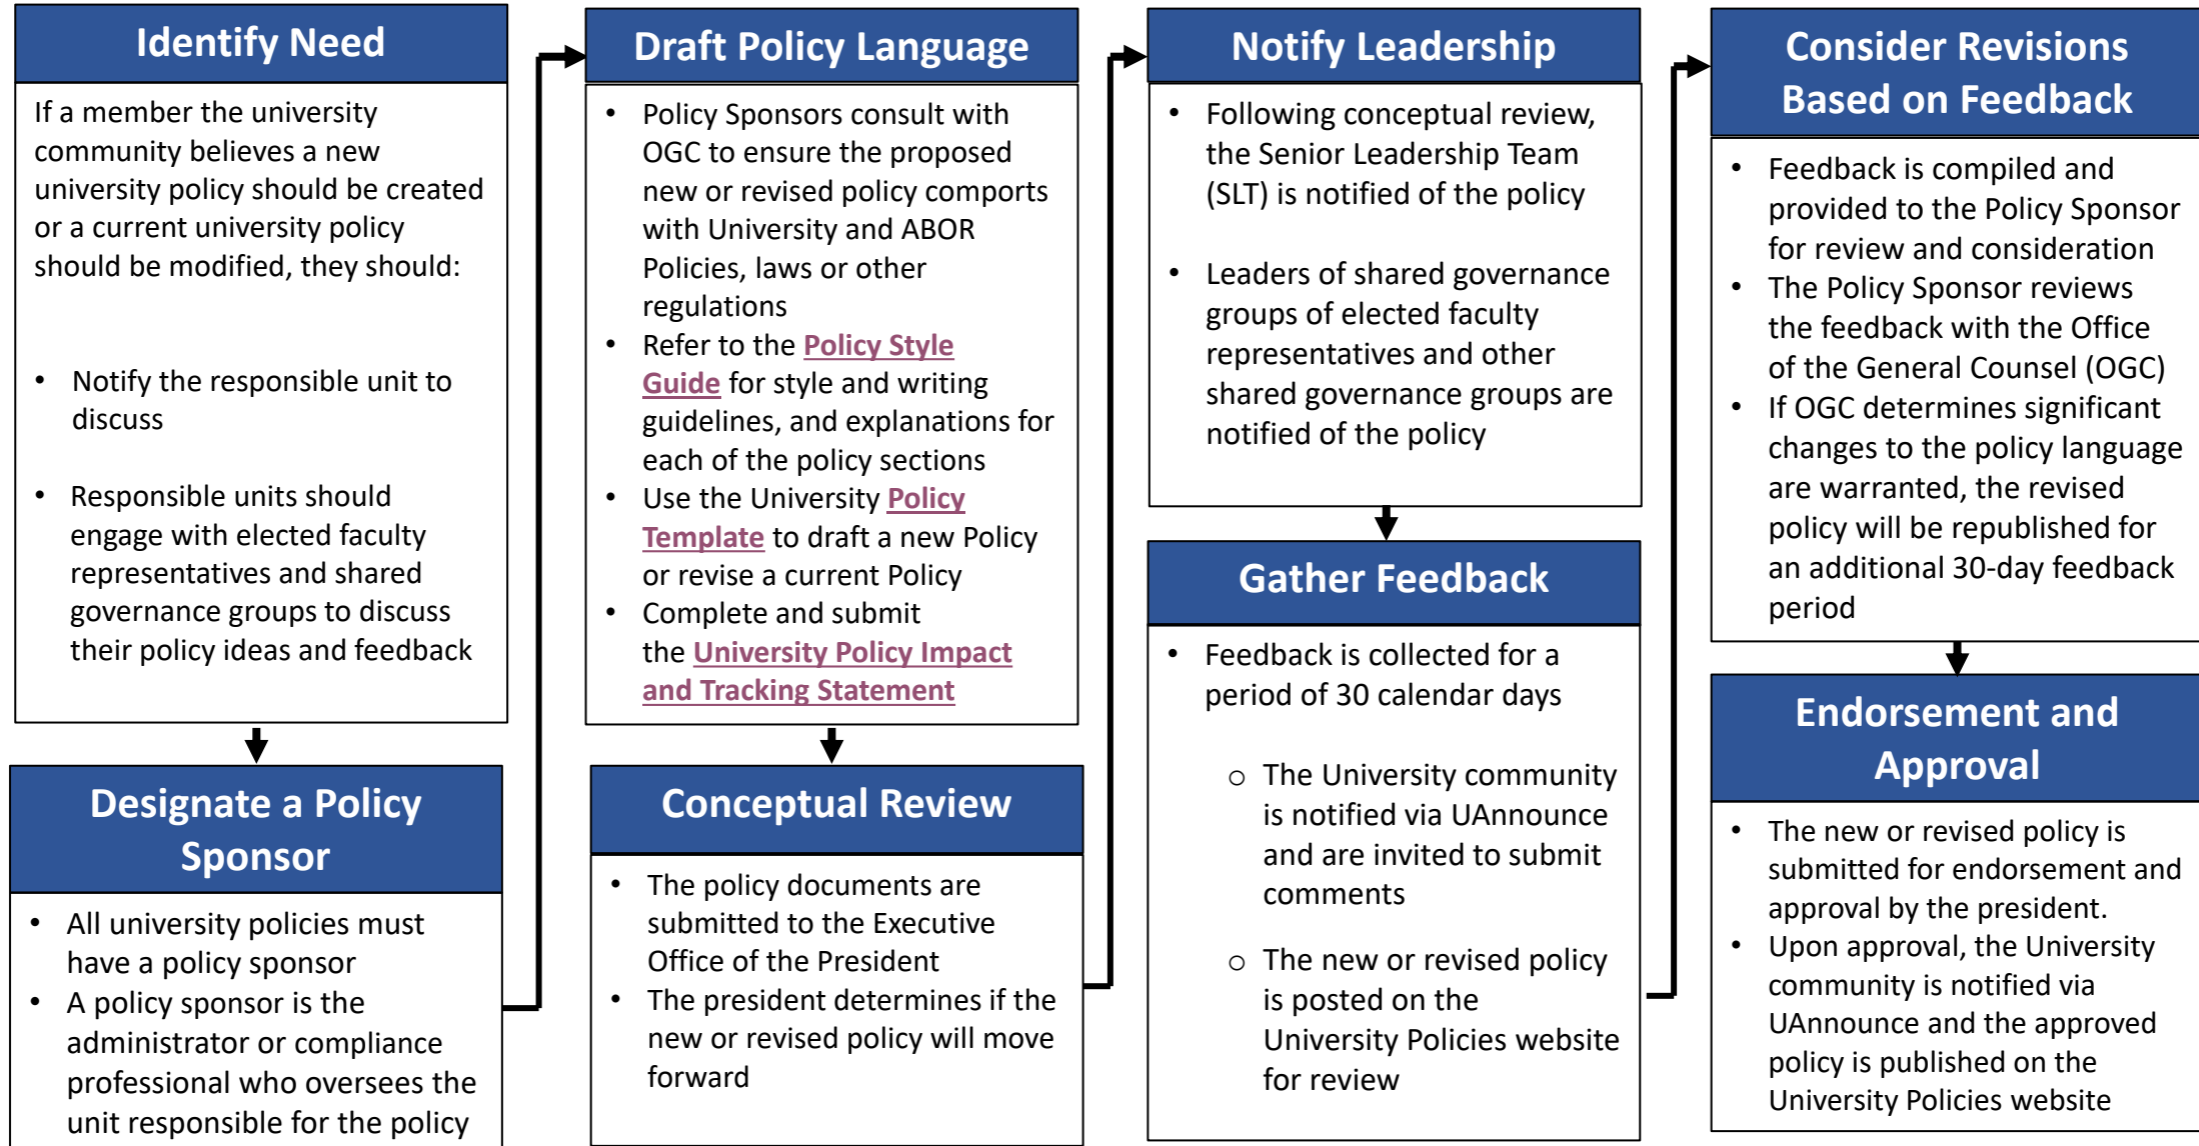 Identify Need
If a member the university
community believes a new
university policy should be created
or a current university policy
should be modified, they should:
• Notify the responsible unit to
discuss
• Responsible units should
engage with elected faculty
representatives and shared
governance groups to discuss
their policy ideas and feedback
Designate a Policy
Sponsor
• All university policies must
have a policy sponsor
• A policy sponsor is the
administrator or compliance
professional who oversees the
unit responsible for the policy
Draft Policy Language
• Policy Sponsors consult with
OGC to ensure the proposed
new or revised policy comports
with University and ABOR
Policies, laws or other
regulations
• Refer to the Policy Style
Guide for style and writing
guidelines, and explanations for
each of the policy sections
• Use the University Policy
Template to draft a new Policy
or revise a current Policy
• Complete and submit
the University Policy Impact
and Tracking Statement
Conceptual Review
• The policy documents are
submitted to the Executive
Office of the President
• The president determines if the
new or revised policy will move
forward
Notify Leadership
• Following conceptual review,
the Senior Leadership Team
(SLT) is notified of the policy
• Leaders of shared governance
groups of elected faculty
representatives and other
shared governance groups are
notified of the policy
Gather Feedback
• Feedback is collected for a
period of 30 calendar days
o The University community
is notified via UAnnounce
and are invited to submit
comments
o The new or revised policy
is posted on the
University Policies website
for review
Consider Revisions
Based on Feedback
• Feedback is compiled and
provided to the Policy Sponsor
for review and consideration
• The Policy Sponsor reviews
the feedback with the Office
of the General Counsel (OGC)
• If OGC determines significant
changes to the policy language
are warranted, the revised
policy will be republished for
an additional 30-day feedback
period
Endorsement and
Approval
• The new or revised policy is
submitted for endorsement and
approval by the president.
• Upon approval, the University
community is notified via
UAnnounce and the approved
policy is published on the
University Policies website